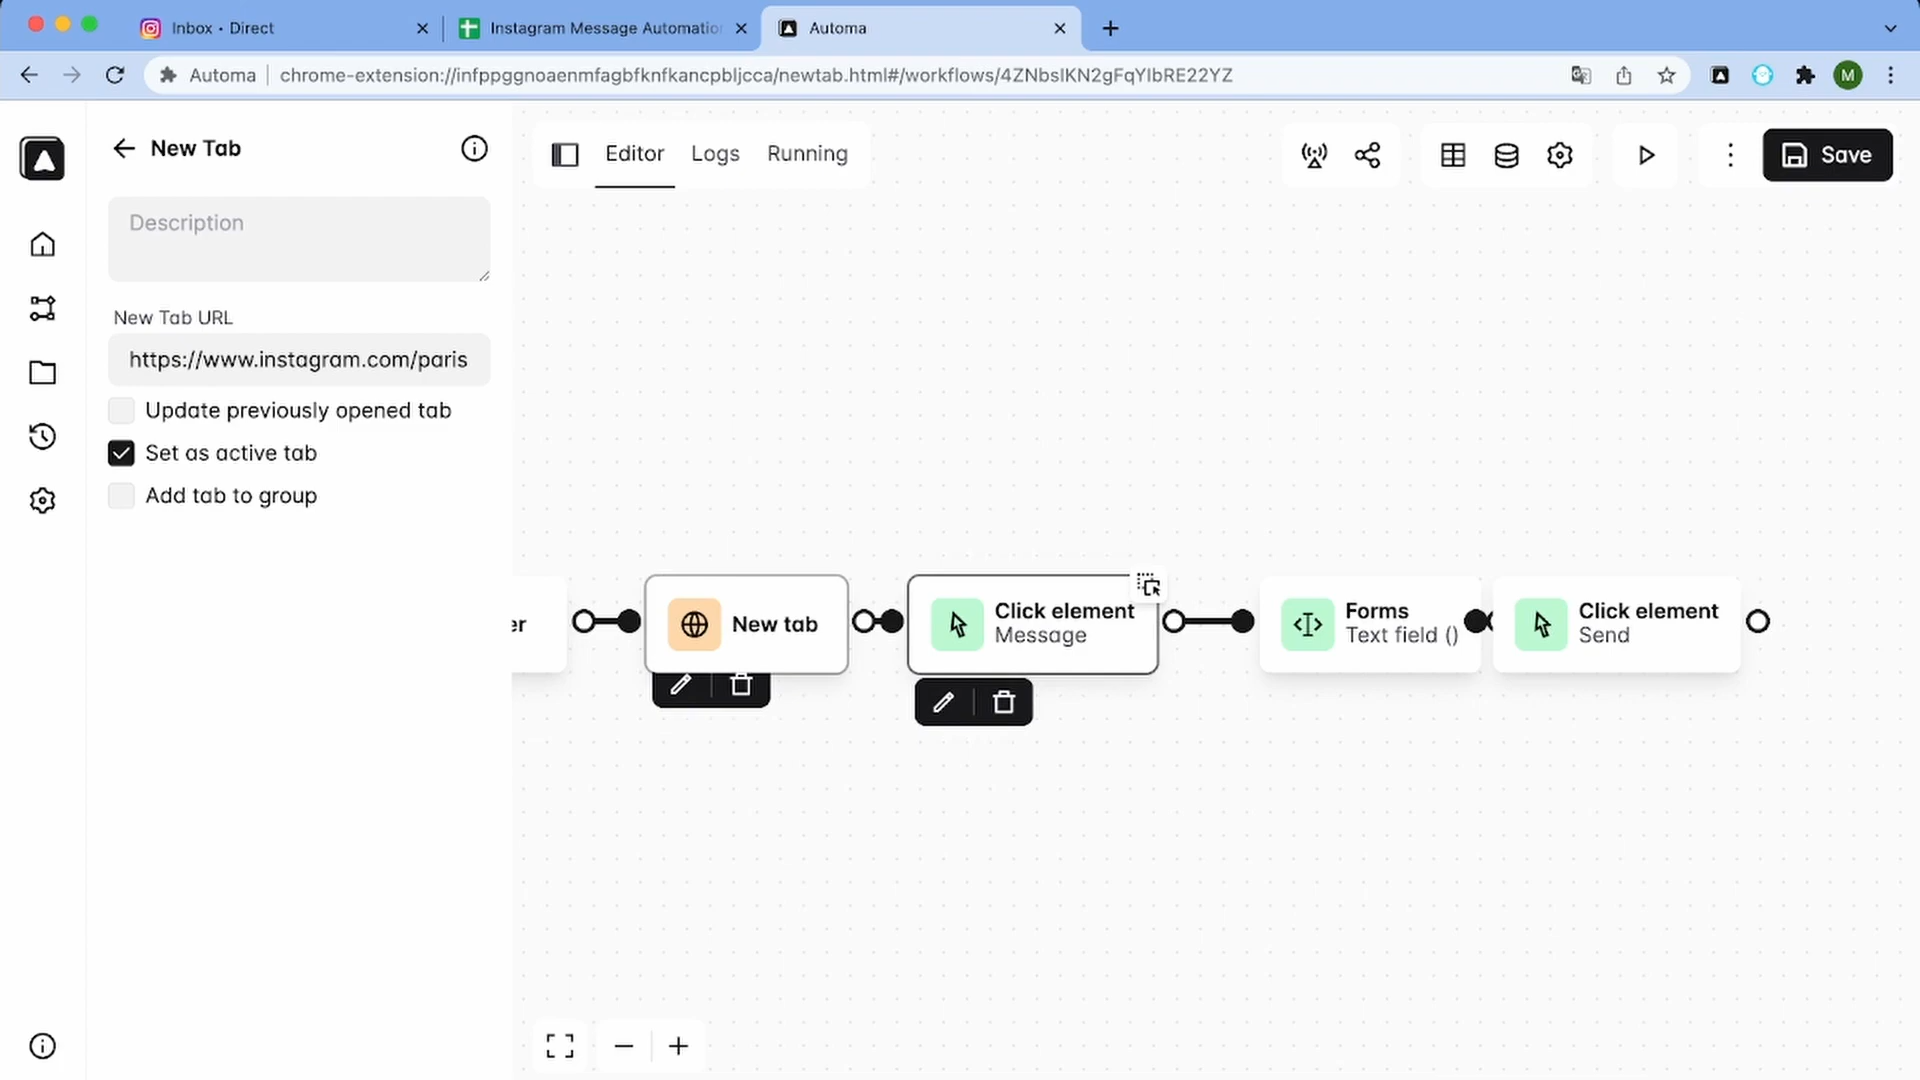 Inbox • Direct
Instagram Message Automatio
Automa
Automa
chrome-extension://infppggnoaenmfagbfknfkancpbljcca/newtab.html#/workflows/4ZNbslKN2gFqYlbRE22YZ
M
New Tab
Editor
Logs
Running
Save
Description
New Tab URL
https://www.instagram.com/paris
Update previously opened tab
Set as active tab
Add tab to group
er
New tab
Click element
Message
Forms
Text field ()
Click element
Send